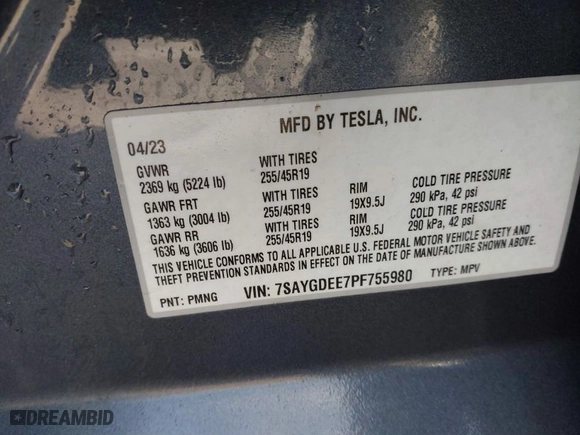 MFD BY TESLA, INC.
04/23
GVWR WITH TIRES
2369 kg (5224 lb) 255/45R19
GAWR FRT WITH TIRES RIM COLD TIRE PRESSURE
1363 kg (3004 lb) 255/45R19 19X9.5J 290 kPa, 42 psi
GAWR RR WITH TIRES RIM COLD TIRE PRESSURE
1636 kg (3606 lb) 255/45R19 19X9.5J 290 kPa, 42 psi
THIS VEHICLE CONFORMS TO ALL APPLICABLE U.S. FEDERAL MOTOR VEHICLE SAFETY AND
THEFT PREVENTION STANDARDS IN EFFECT ON THE DATE OF MANUFACTURE SHOWN ABOVE.
PNT: PMNG VIN: 7SAYGDEE7PF755980 TYPE: MPV
DREAMBID